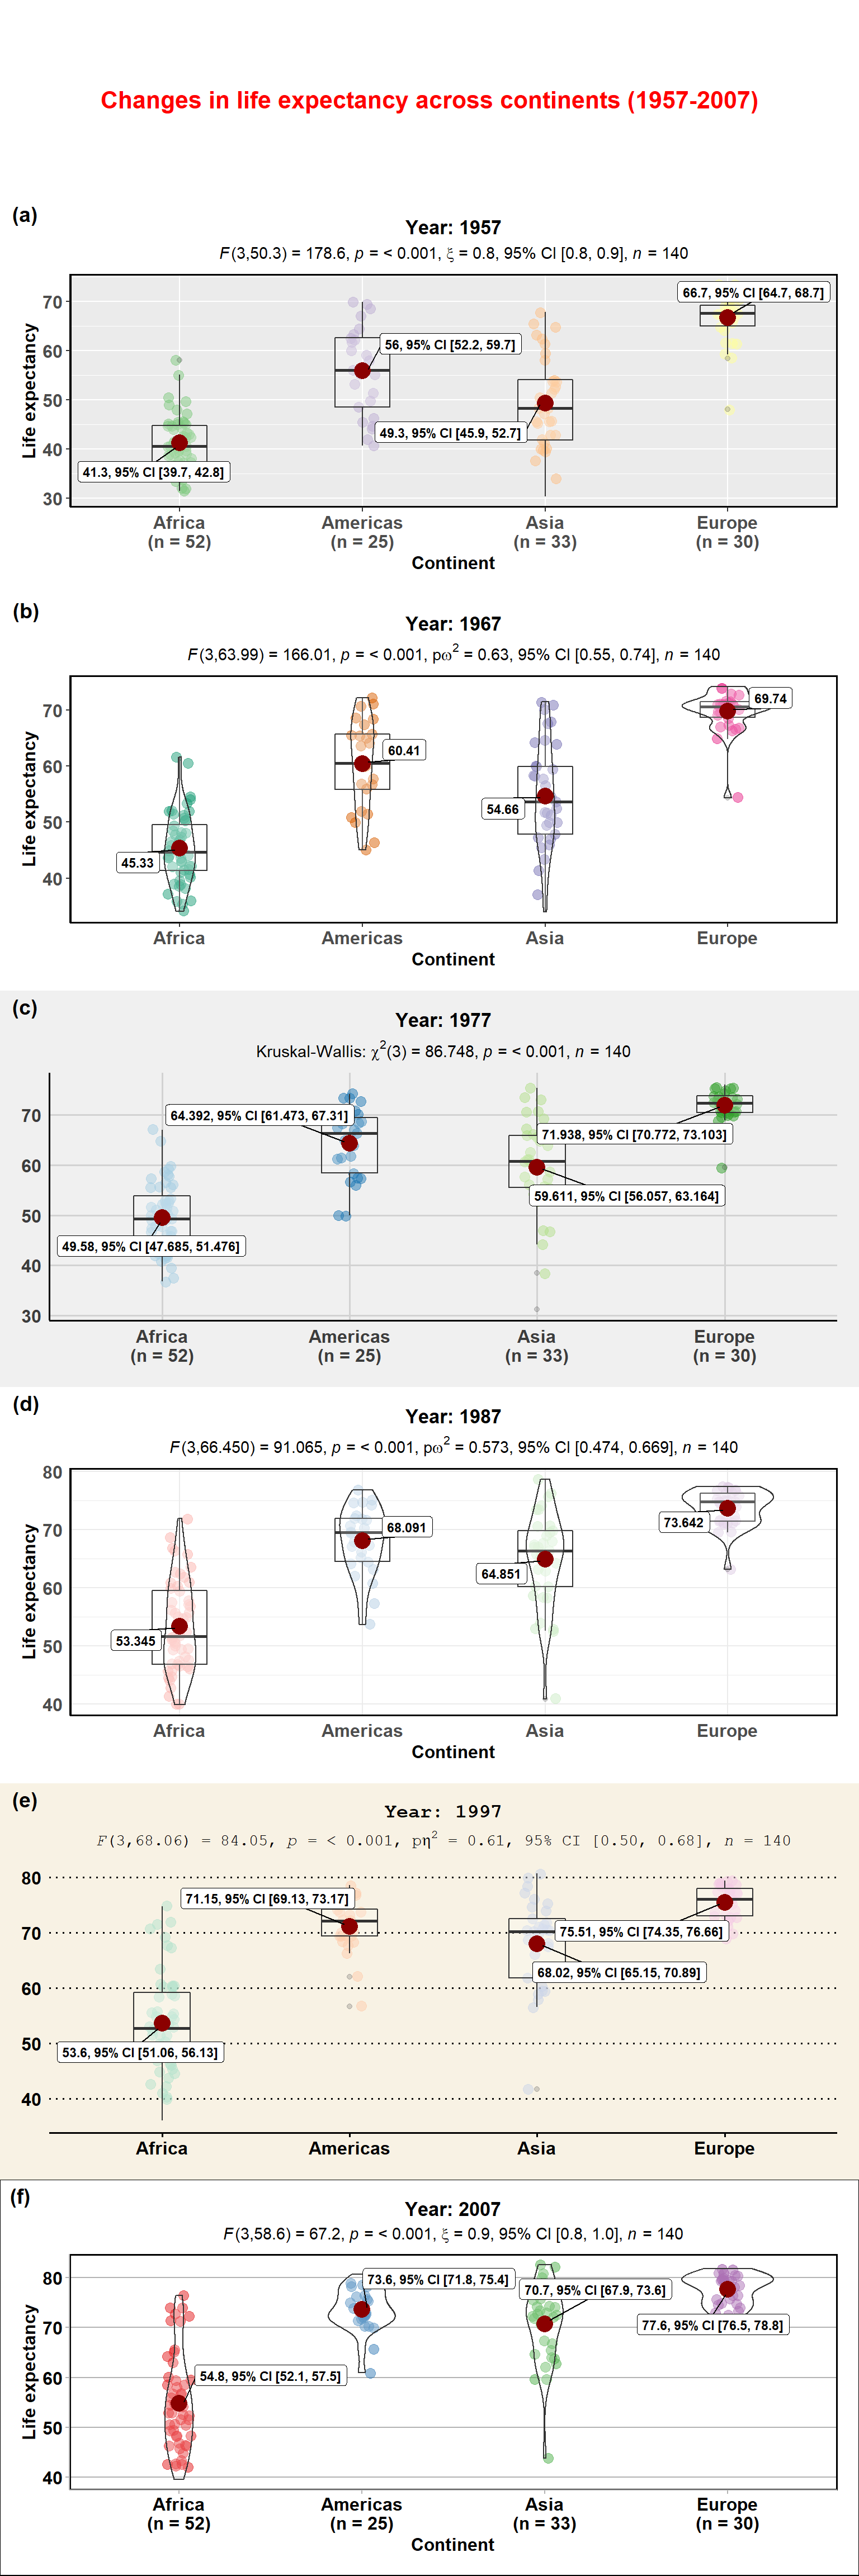 Changes in life expectancy across continents (1957-2007)
(a)
Year: 1957
F(3,50.3) = 178.6, p = < 0.001, ξ = 0.8, 95% CI [0.8, 0.9], n = 140
Life expectancy
70
60
50
40
30
66.7, 95% CI [64.7, 68.7]
56, 95% CI [52.2, 59.7]
49.3, 95% CI [45.9, 52.7]
41.3, 95% CI [39.7, 42.8]
Africa Americas Asia Europe
(n = 52) (n = 25) (n = 33) (n = 30)
Continent
(b)
Year: 1967
F(3,63.99) = 166.01, p = < 0.001, pω² = 0.63, 95% CI [0.55, 0.74], n = 140
Life expectancy
70
60
50
40
69.74
60.41
54.66
45.33
Africa Americas Asia Europe
Continent
(c)
Year: 1977
Kruskal-Wallis: χ²(3) = 86.748, p = < 0.001, n = 140
70
60
50
40
30
64.392, 95% CI [61.473, 67.31]
71.938, 95% CI [70.772, 73.103]
59.611, 95% CI [56.057, 63.164]
49.58, 95% CI [47.685, 51.476]
Africa Americas Asia Europe
(n = 52) (n = 25) (n = 33) (n = 30)
(d)
Year: 1987
F(3,66.450) = 91.065, p = < 0.001, pω² = 0.573, 95% CI [0.474, 0.669], n = 140
Life expectancy
80
70
60
50
40
73.642
68.091
64.851
53.345
Africa Americas Asia Europe
Continent
(e)
Year: 1997
F(3,68.06) = 84.05, p = < 0.001, pη² = 0.61, 95% CI [0.50, 0.68], n = 140
80
70
60
50
40
71.15, 95% CI [69.13, 73.17]
75.51, 95% CI [74.35, 76.66]
68.02, 95% CI [65.15, 70.89]
53.6, 95% CI [51.06, 56.13]
Africa Americas Asia Europe
(f)
Year: 2007
F(3,58.6) = 67.2, p = < 0.001, ξ = 0.9, 95% CI [0.8, 1.0], n = 140
Life expectancy
80
70
60
50
40
73.6, 95% CI [71.8, 75.4]
70.7, 95% CI [67.9, 73.6]
77.6, 95% CI [76.5, 78.8]
54.8, 95% CI [52.1, 57.5]
Africa Americas Asia Europe
(n = 52) (n = 25) (n = 33) (n = 30)
Continent